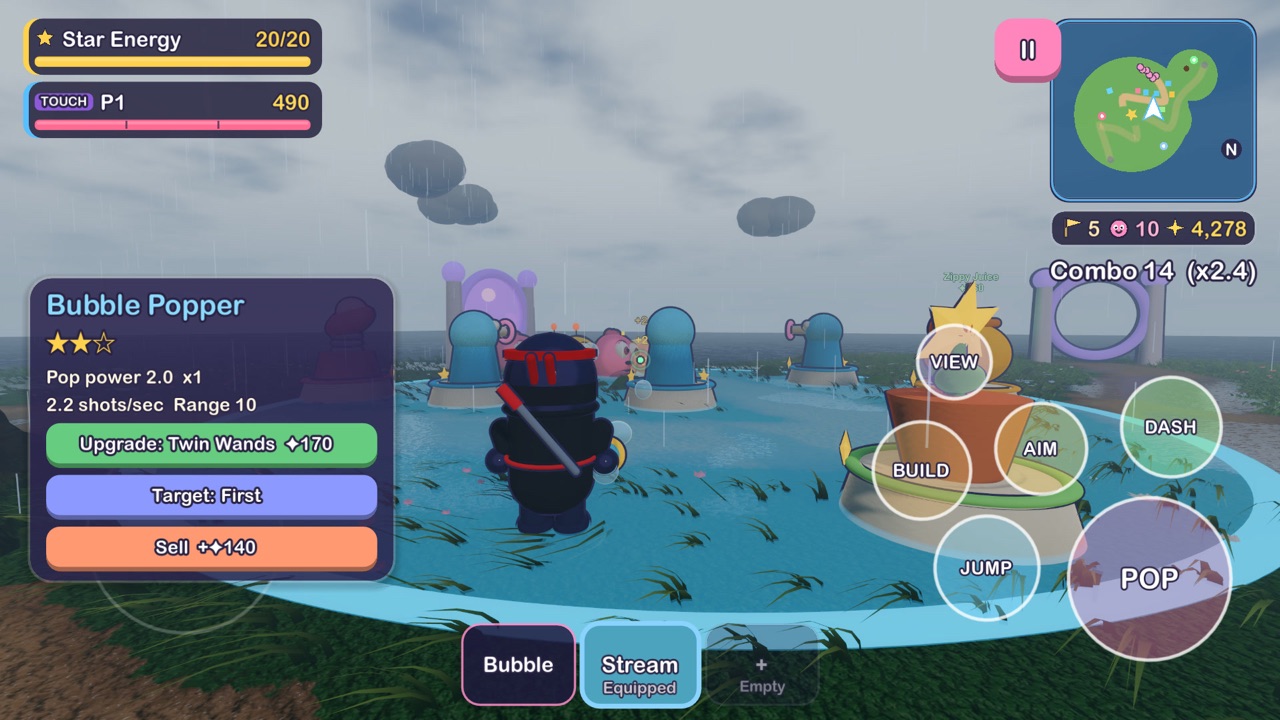 Star Energy 20/20
TOUCH P1 490
N
5 10 4,278
Combo 14 (x2.4)
Zippy Juice
Bubble Popper
Pop power 2.0 x1
2.2 shots/sec Range 10
Upgrade: Twin Wands ✦170
Target: First
Sell +✦140
VIEW
DASH
AIM
BUILD
JUMP
POP
Bubble
Stream
Equipped
+
Empty